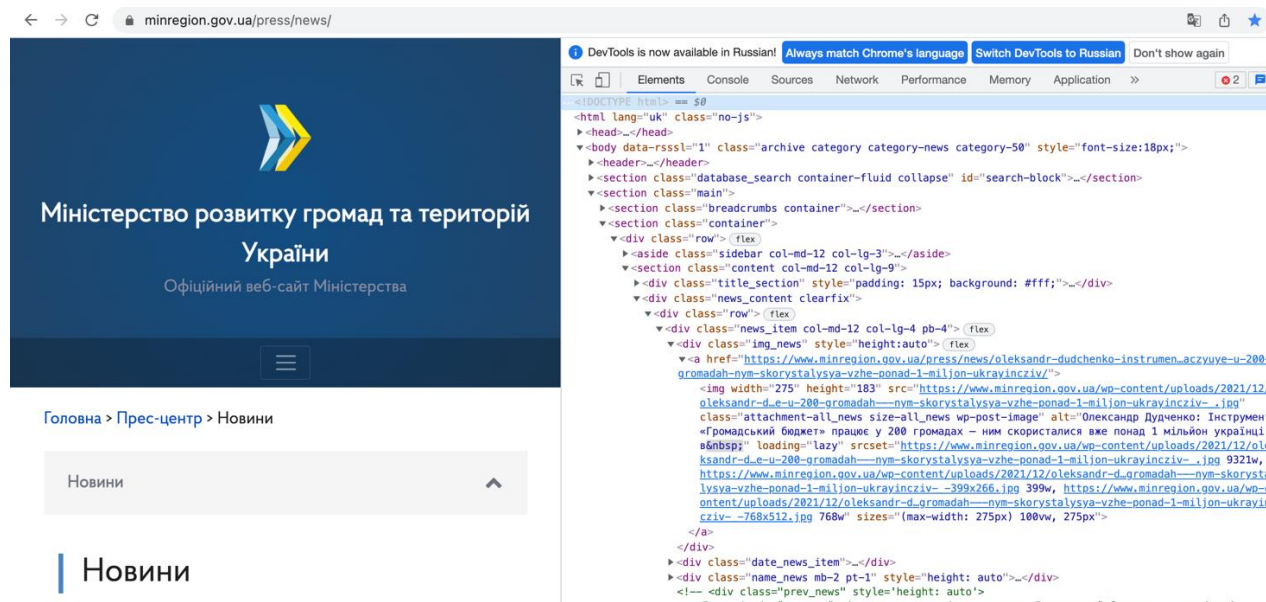 minregion.gov.ua/press/news/
DevTools is now available in Russian! Always match Chrome's language Switch DevTools to Russian Don't show again
Elements Console Sources Network Performance Memory Application » 2
Міністерство розвитку громад та територій
України
Офіційний веб-сайт Міністерства
Головна > Прес-центр > Новини
Новини
Новини
<!DOCTYPE html> == $0
<html lang="uk" class="no-js">
<head>…</head>
<body data-rsssl="1" class="archive category category-news category-50" style="font-size:18px;">
<header>…</header>
<section class="database_search container-fluid collapse" id="search-block">…</section>
<section class="main">
<section class="breadcrumbs container">…</section>
<section class="container">
<div class="row"> flex
<aside class="sidebar col-md-12 col-lg-3">…</aside>
<section class="content col-md-12 col-lg-9">
<div class="title_section" style="padding: 15px; background: #fff;">…</div>
<div class="news_content clearfix">
<div class="row"> flex
<div class="news_item col-md-12 col-lg-4 pb-4"> flex
<div class="img_news" style="height:auto"> flex
<a href="https://www.minregion.gov.ua/press/news/oleksandr-dudchenko-instrumen…aczyuye-u-200-
gromadah-nym-skorystalysya-vzhe-ponad-1-miljon-ukrayincziv/">
<img width="275" height="183" src="https://www.minregion.gov.ua/wp-content/uploads/2021/12/
oleksandr-d…e-u-200-gromadah-–-nym-skorystalysya-vzhe-ponad-1-miljon-ukrayincziv- .jpg"
class="attachment-all_news size-all_news wp-post-image" alt="Олександр Дудченко: Інструмен
«Громадський бюджет» працює у 200 громадах – ним скористалися вже понад 1 мільйон українці
в&nbsp;" loading="lazy" srcset="https://www.minregion.gov.ua/wp-content/uploads/2021/12/ole
ksandr-d…e-u-200-gromadah-–-nym-skorystalysya-vzhe-ponad-1-miljon-ukrayincziv- .jpg 9321w,
https://www.minregion.gov.ua/wp-content/uploads/2021/12/oleksandr-d…gromadah-–-nym-skorysta
lysya-vzhe-ponad-1-miljon-ukrayincziv- -399x266.jpg 399w, https://www.minregion.gov.ua/wp-c
ontent/uploads/2021/12/oleksandr-d…gromadah-–-nym-skorystalysya-vzhe-ponad-1-miljon-ukrayin
cziv- -768x512.jpg 768w" sizes="(max-width: 275px) 100vw, 275px">
</a>
</div>
<div class="date_news_item">…</div>
<div class="name_news mb-2 pt-1" style="height: auto">…</div>
<!-- <div class="prev_news" style='height: auto'>